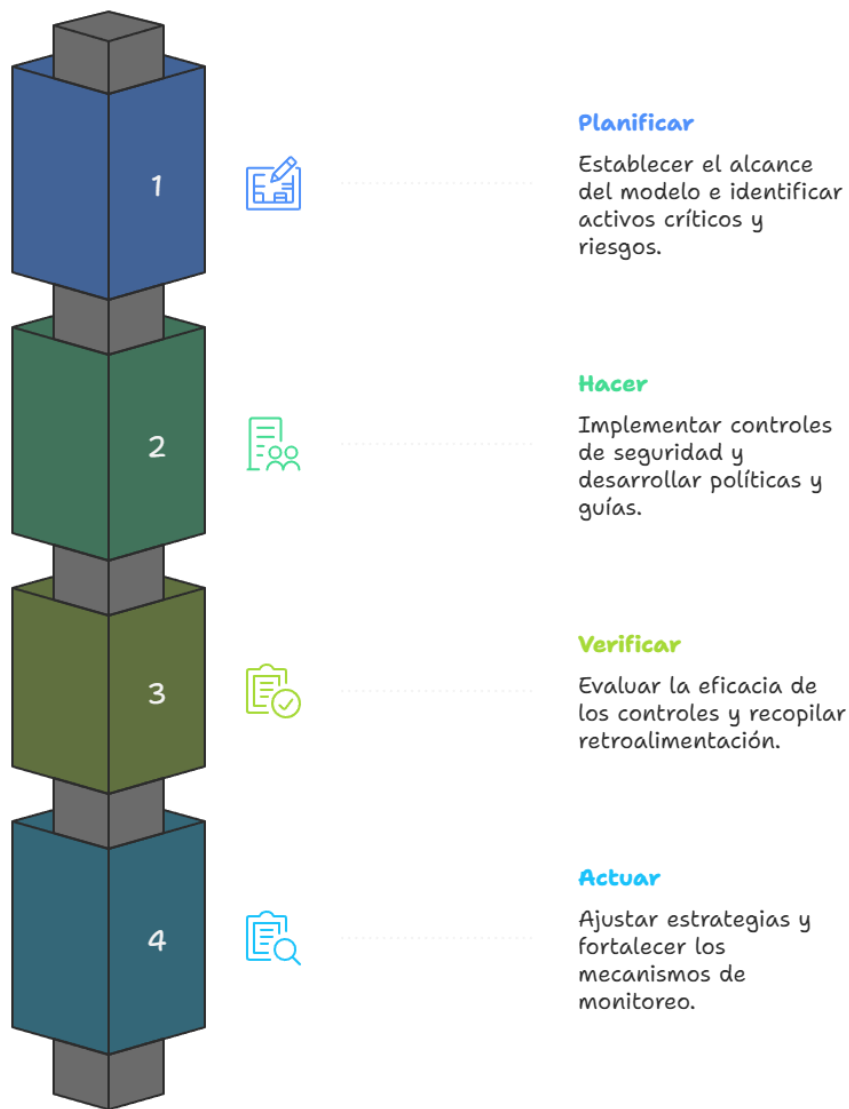 1
Planificar
Establecer el alcance
del modelo e identificar
activos críticos y
riesgos.
2
Hacer
Implementar controles
de seguridad y
desarrollar políticas y
guías.
3
Verificar
Evaluar la eficacia de
los controles y recopilar
retroalimentación.
4
Actuar
Ajustar estrategias y
fortalecer los
mecanismos de
monitoreo.